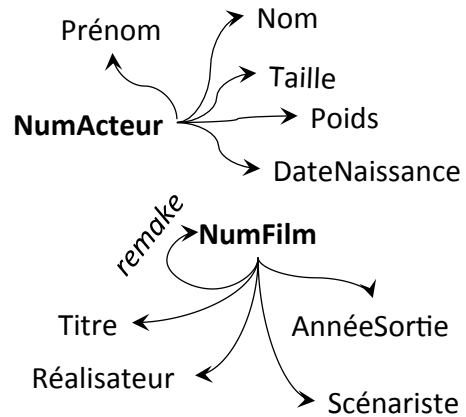 Prénom
Nom
Taille
NumActeur
Poids
DateNaissance
remake
NumFilm
Titre
AnnéeSortie
Réalisateur
Scénariste